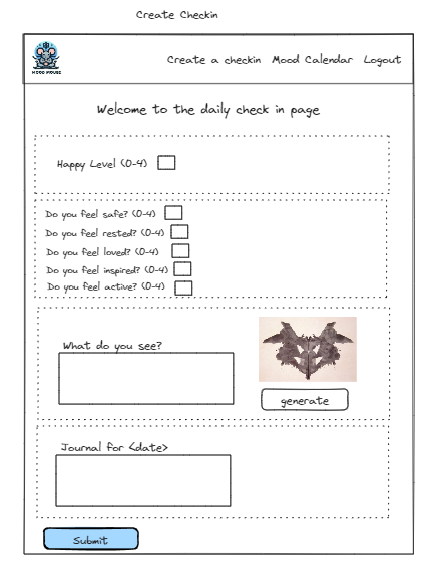 Create Checkin
MOOD MOUSE
Create a checkin Mood Calendar Logout
Welcome to the daily check in page
Happy Level (0-4)
Do you feel safe? (0-4)
Do you feel rested? (0-4)
Do you feel loved? (0-4)
Do you feel inspired? (0-4)
Do you feel active? (0-4)
What do you see?
generate
Journal for <date>
Submit